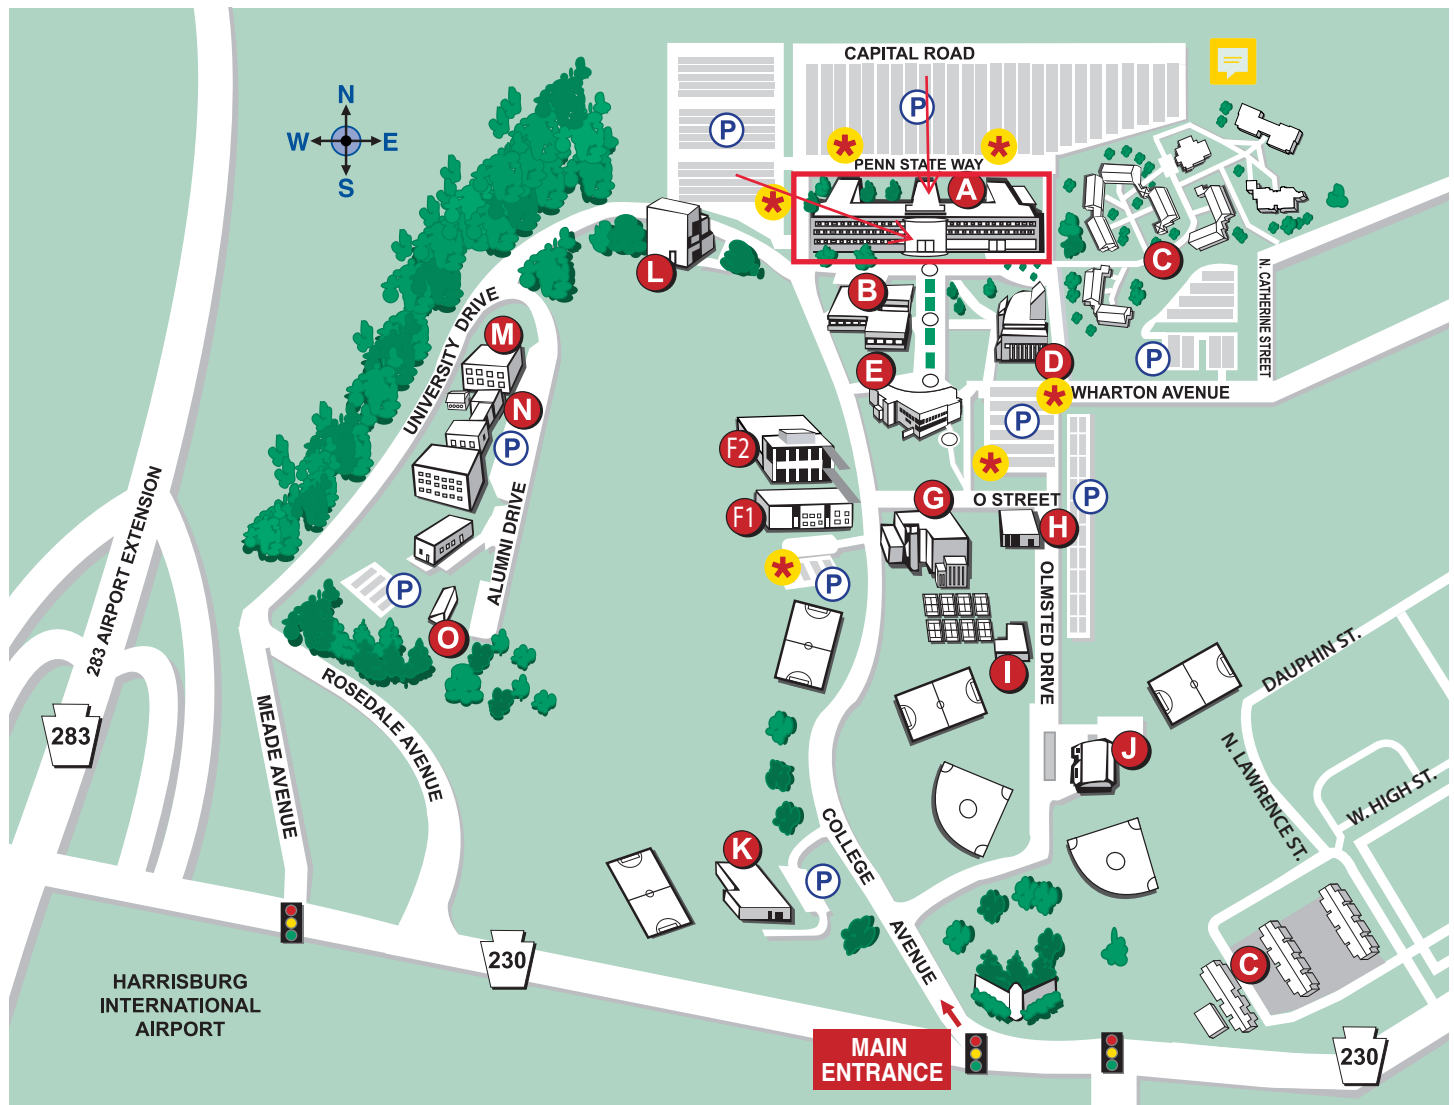 CAPITAL ROAD
N
W
E
S
P
P
*
*
PENN STATE WAY
A
*
L
C
B
N. CATHERINE STREET
UNIVERSITY DRIVE
M
D
P
E
WHARTON AVENUE
*
N
P
F2
P
*
283 AIRPORT EXTENSION
G
O STREET
P
F1
H
ALUMNI DRIVE
*
P
P
O
OLMSTED DRIVE
I
DAUPHIN ST.
ROSEDALE AVENUE
MEADE AVENUE
283
J
N. LAWRENCE ST.
W. HIGH ST.
COLLEGE
AVENUE
K
P
C
230
HARRISBURG
INTERNATIONAL
AIRPORT
MAIN
ENTRANCE
230